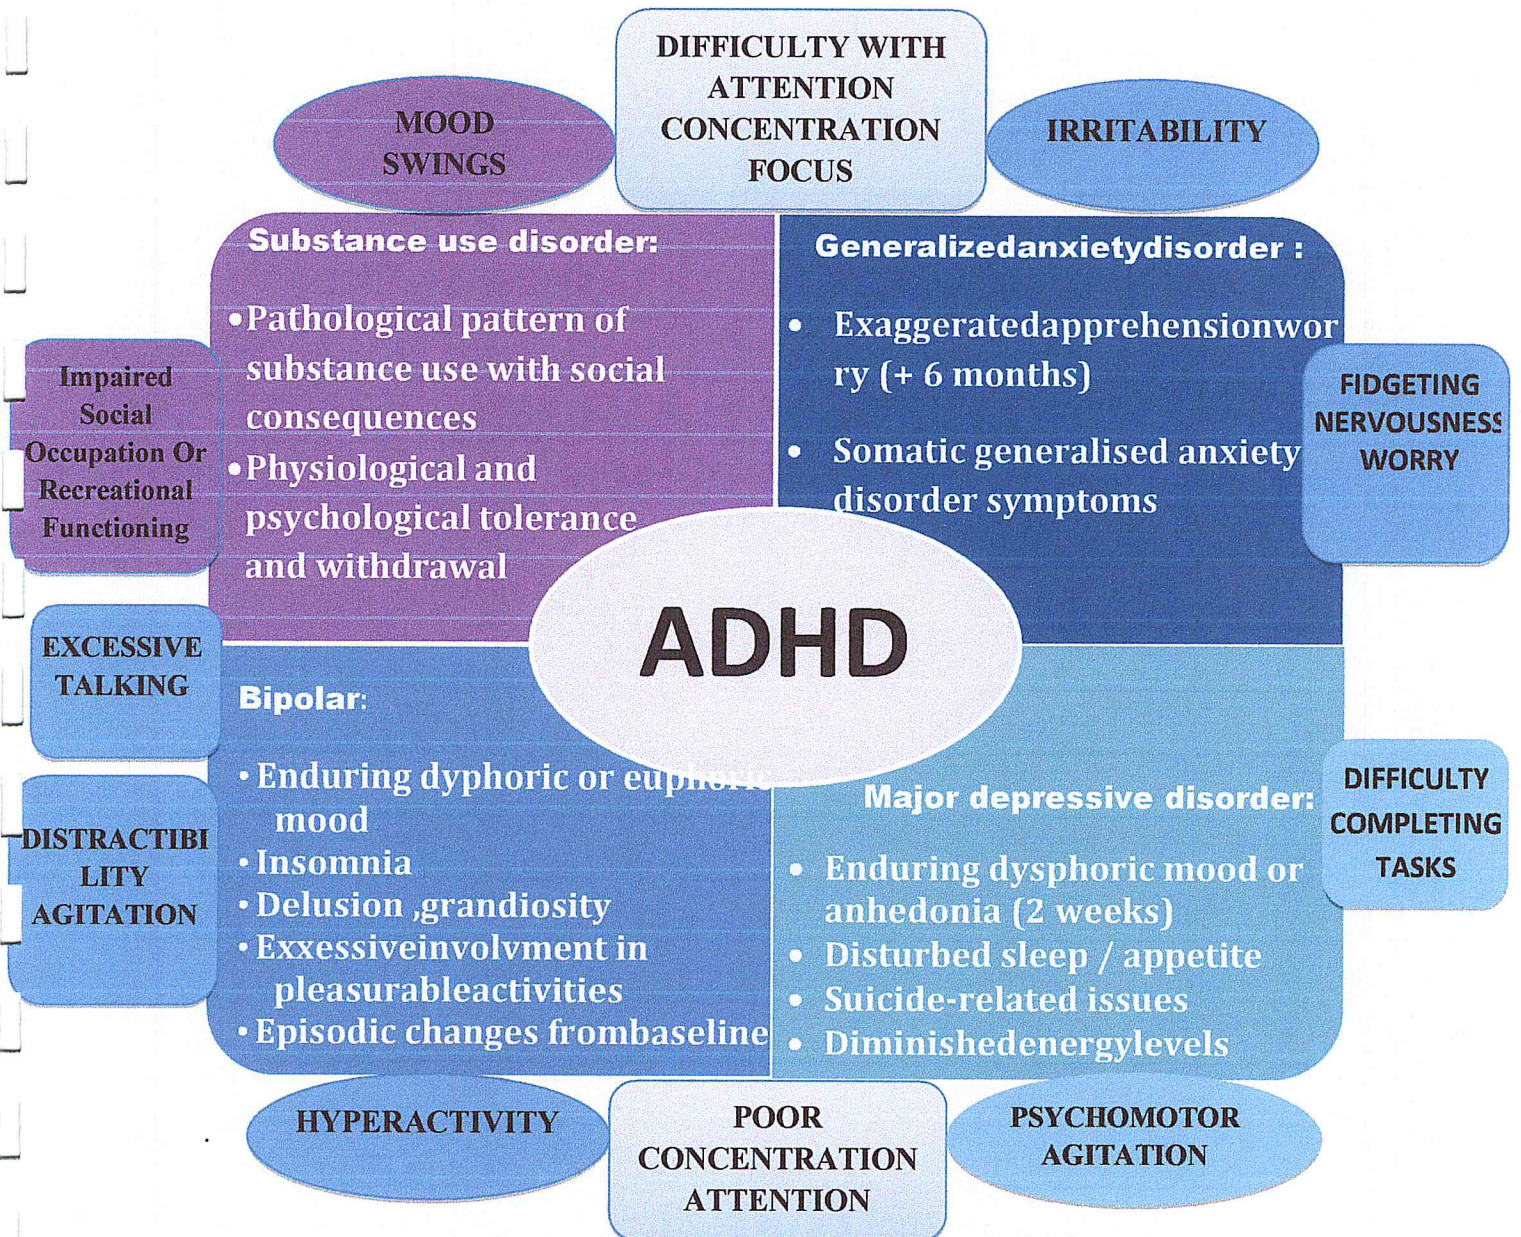 DIFFICULTY WITH
ATTENTION
CONCENTRATION
FOCUS
MOOD
SWINGS
IRRITABILITY
Substance use disorder:
•Pathological pattern of
substance use with social
consequences
•Physiological and
psychological tolerance
and withdrawal
Generalizedanxietydisorder :
• Exaggeratedapprehensionwor
ry (+ 6 months)
• Somatic generalised anxiety
disorder symptoms
Impaired
Social
Occupation Or
Recreational
Functioning
FIDGETING
NERVOUSNESS
WORRY
ADHD
EXCESSIVE
TALKING
DISTRACTIBI
LITY
AGITATION
Bipolar:
• Enduring dyphoric or euphoric
mood
• Insomnia
• Delusion ,grandiosity
• Exxessiveinvolvment in
pleasurableactivities
• Episodic changes frombaseline
Major depressive disorder:
• Enduring dysphoric mood or
anhedonia (2 weeks)
• Disturbed sleep / appetite
• Suicide-related issues
• Diminishedenergylevels
DIFFICULTY
COMPLETING
TASKS
HYPERACTIVITY
POOR
CONCENTRATION
ATTENTION
PSYCHOMOTOR
AGITATION